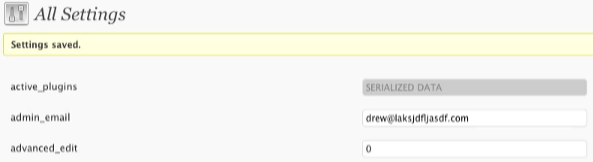 All Settings
Settings saved.
active_plugins SERIALIZED DATA
admin_email drew@laksjdfljasdf.com
advanced_edit 0